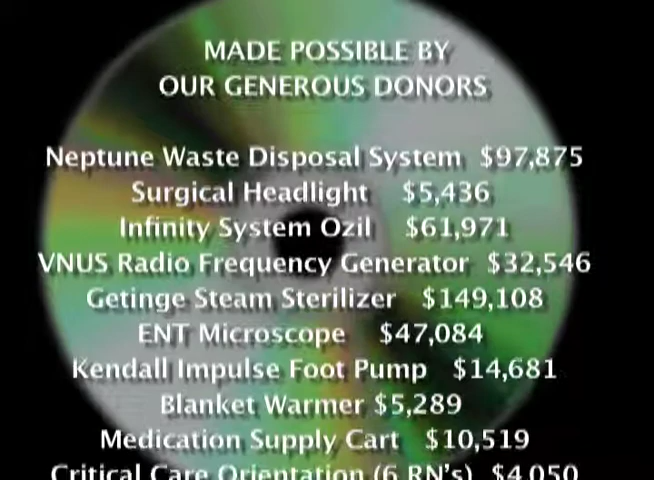 MADE POSSIBLE BY
OUR GENEROUS DONORS
Neptune Waste Disposal System $97,875
Surgical Headlight $5,436
Infinity System Ozil $61,971
VNUS Radio Frequency Generator $32,546
Getinge Steam Sterilizer $149,108
ENT Microscope $47,084
Kendall Impulse Foot Pump $14,681
Blanket Warmer $5,289
Medication Supply Cart $10,519
Critical Care Orientation (6 RN's) $4,050